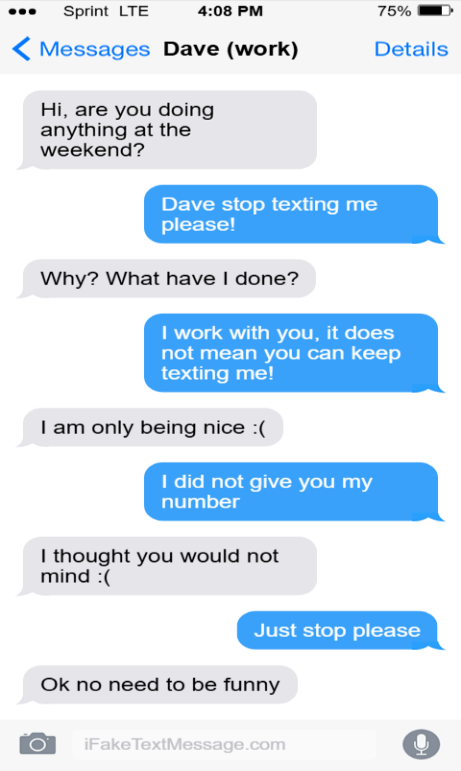 Sprint LTE 4:08 PM 75%
Messages Dave (work) Details
Hi, are you doing
anything at the
weekend?
Dave stop texting me
please!
Why? What have I done?
I work with you, it does
not mean you can keep
texting me!
I am only being nice :(
I did not give you my
number
I thought you would not
mind :(
Just stop please
Ok no need to be funny
iFakeTextMessage.com